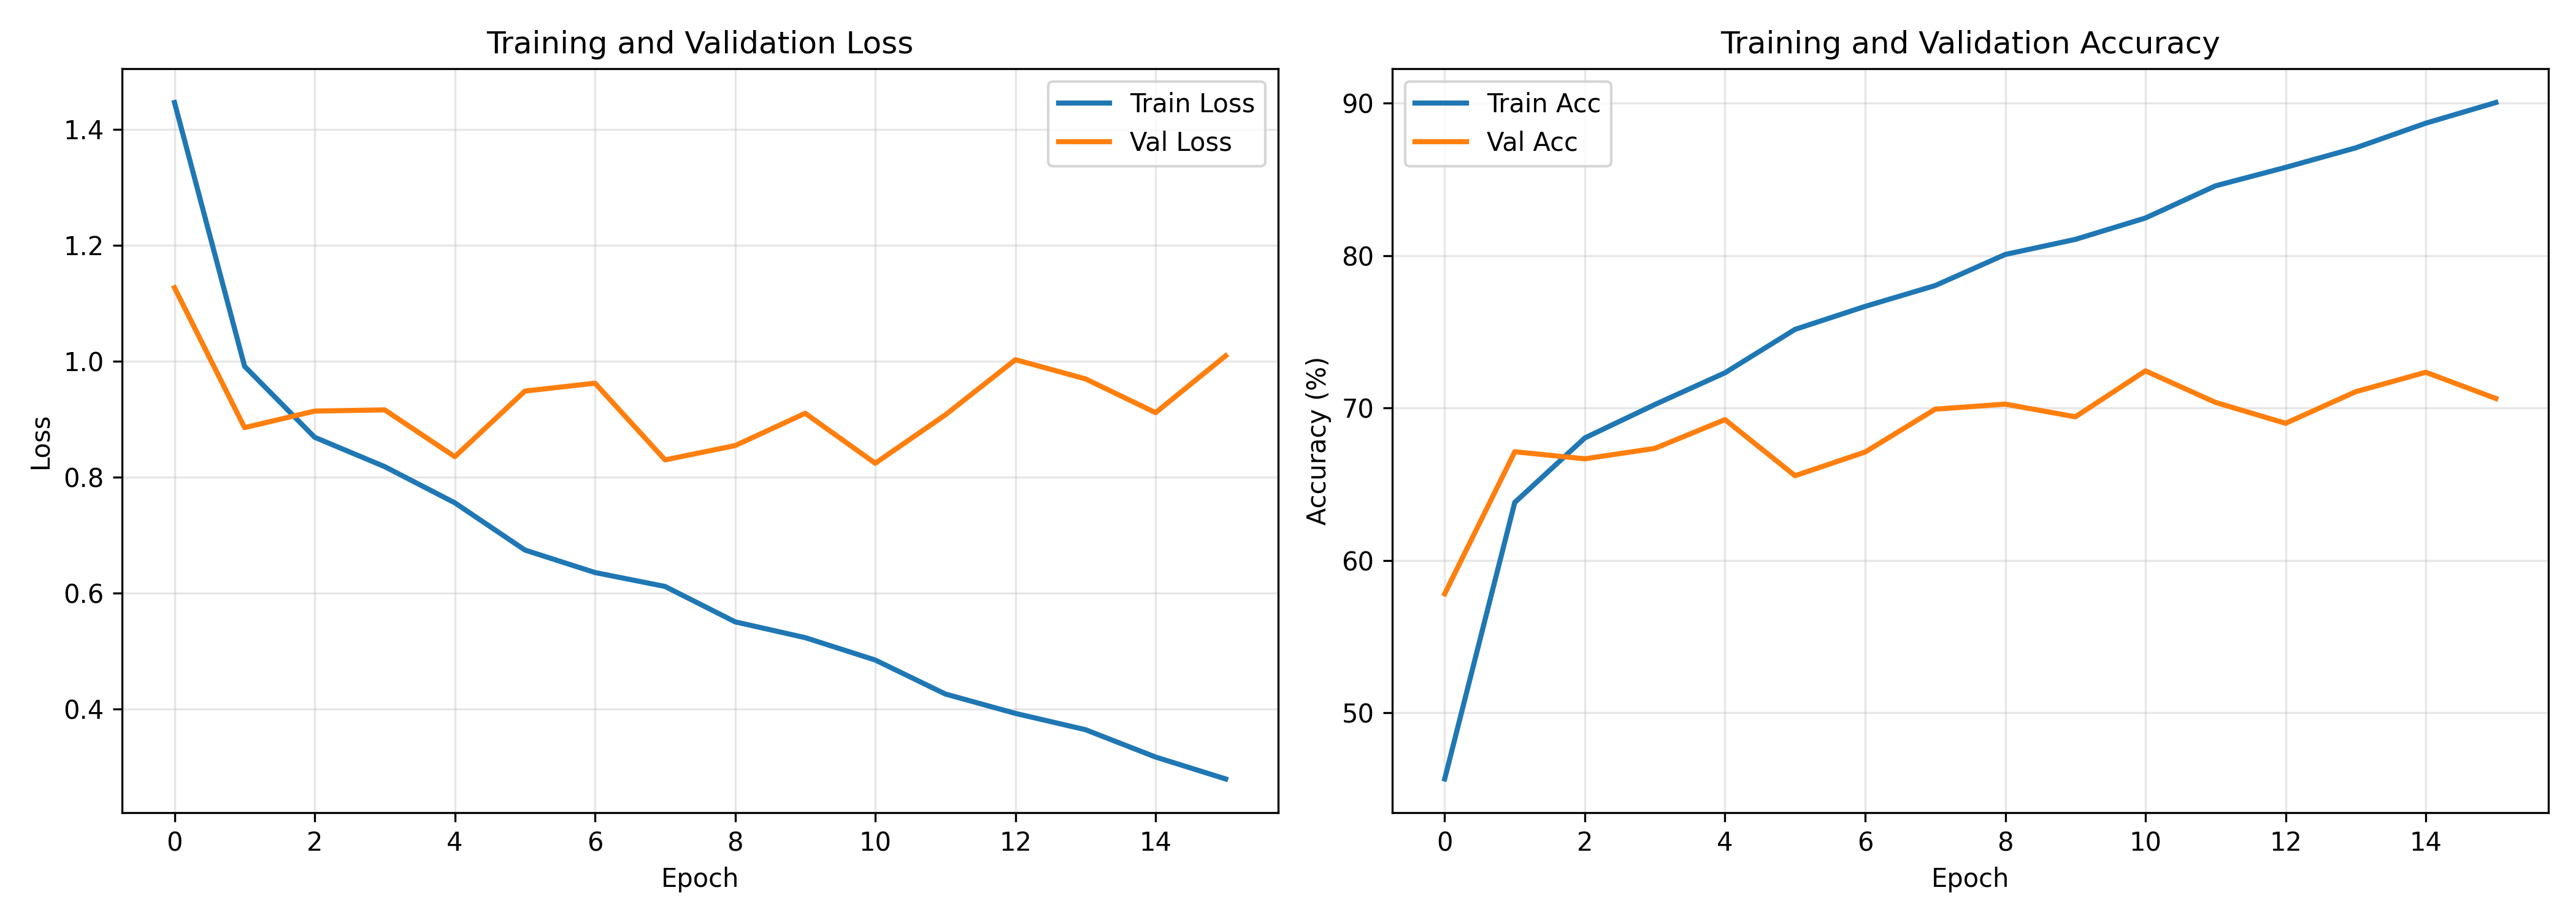 Training and Validation Loss
Train Loss
Val Loss
1.4
1.2
1.0
0.8
0.6
0.4
Loss
0 2 4 6 8 10 12 14
Epoch
Training and Validation Accuracy
Train Acc
Val Acc
90
80
70
60
50
Accuracy (%)
0 2 4 6 8 10 12 14
Epoch